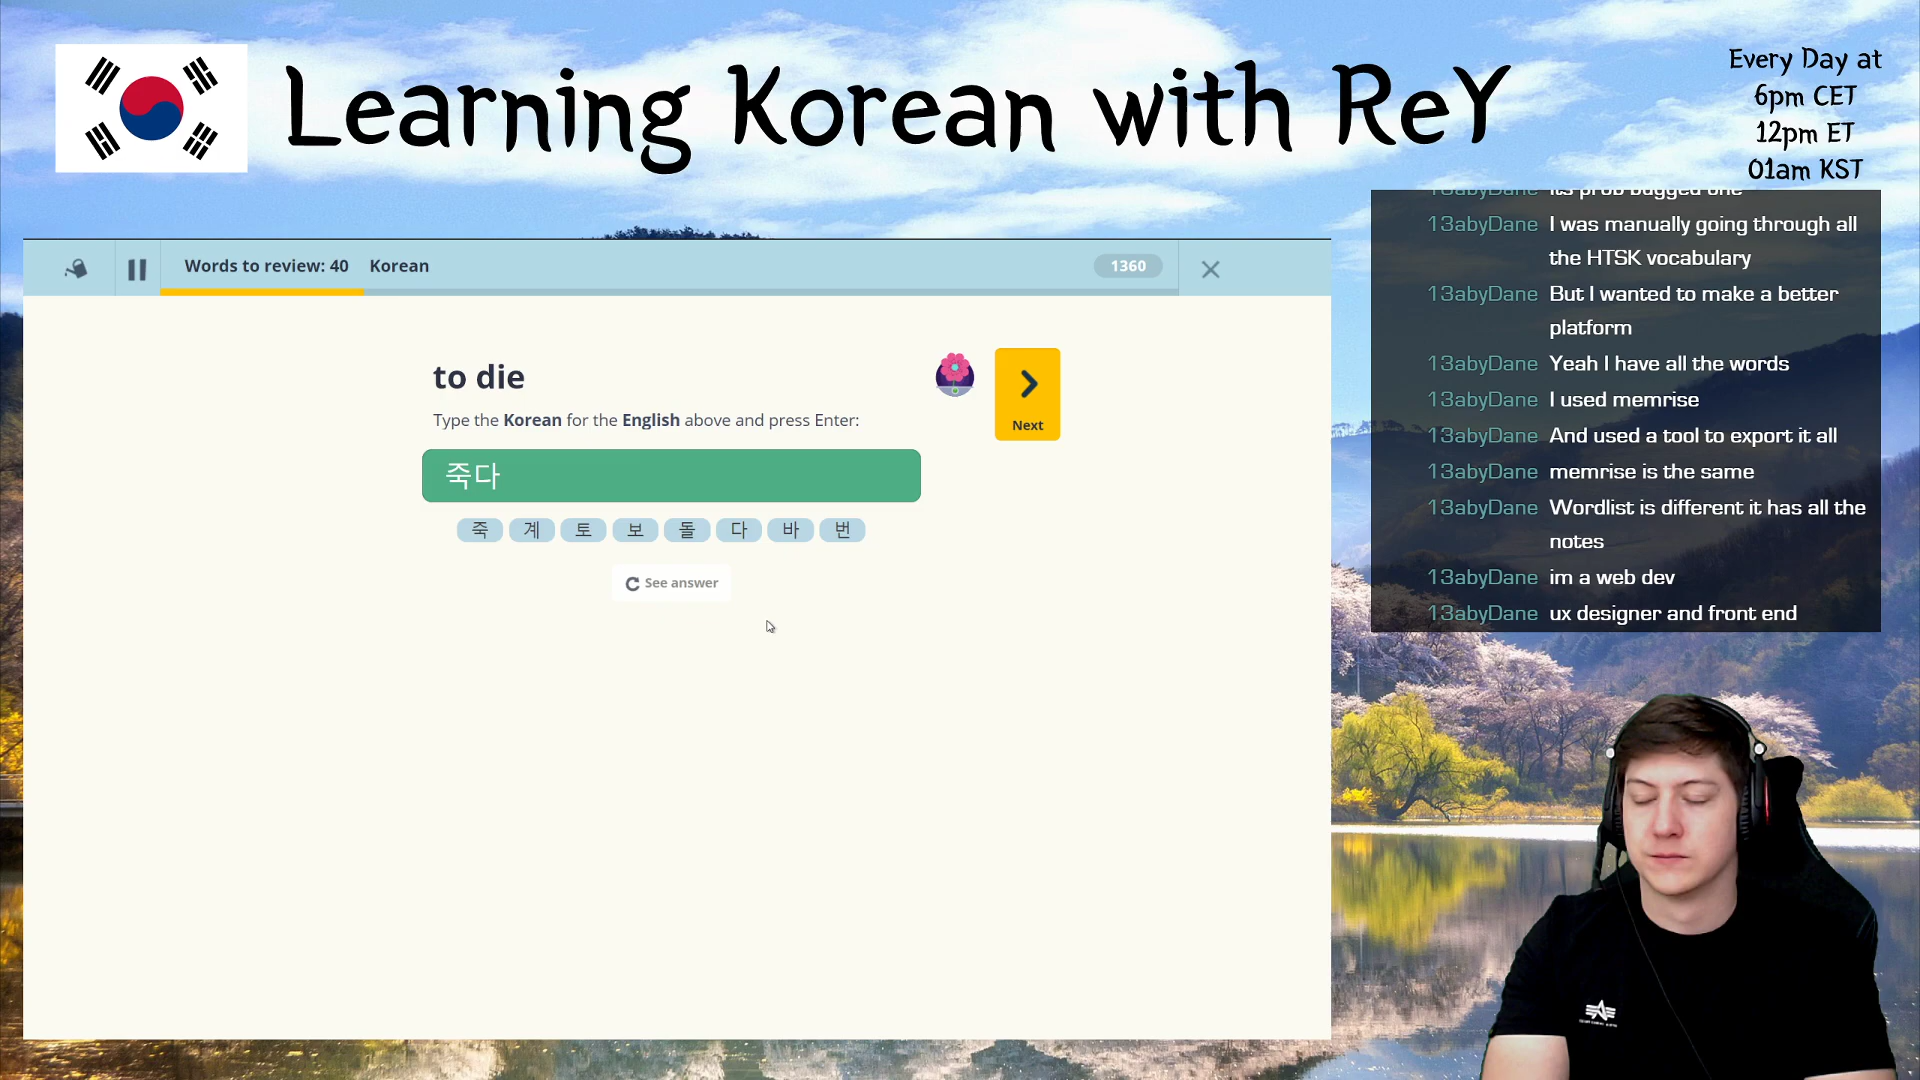 Learning Korean with ReY
Every Day at
6pm CET
12pm ET
01am KST
Words to review: 40 Korean
1360
to die
Type the Korean for the English above and press Enter:
Next
죽다
죽 계 토 보 돌 다 바 번
See answer
13abyDane its prob bugged one
13abyDane I was manually going through all
the HTSK vocabulary
13abyDane But I wanted to make a better
platform
13abyDane Yeah I have all the words
13abyDane I used memrise
13abyDane And used a tool to export it all
13abyDane memrise is the same
13abyDane Wordlist is different it has all the
notes
13abyDane im a web dev
13abyDane ux designer and front end